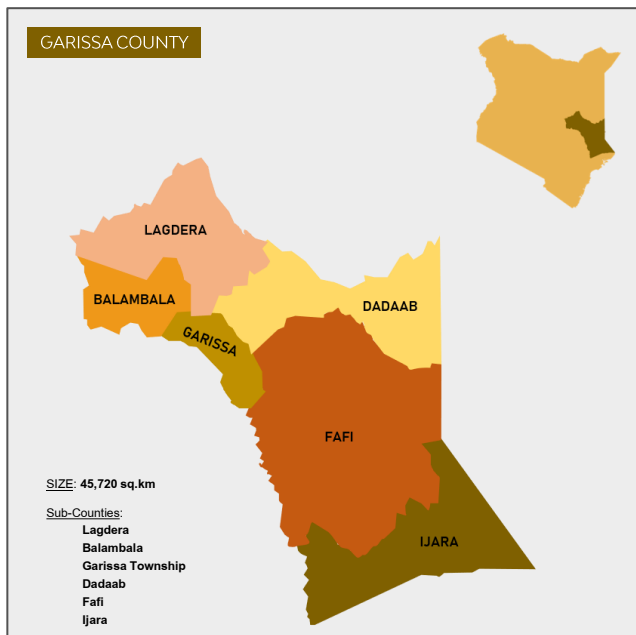 GARISSA COUNTY
LAGDERA
BALAMBALA
DADAAB
GARISSA
FAFI
IJARA
SIZE: 45,720 sq.km
Sub-Counties:
Lagdera
Balambala
Garissa Township
Dadaab
Fafi
Ijara